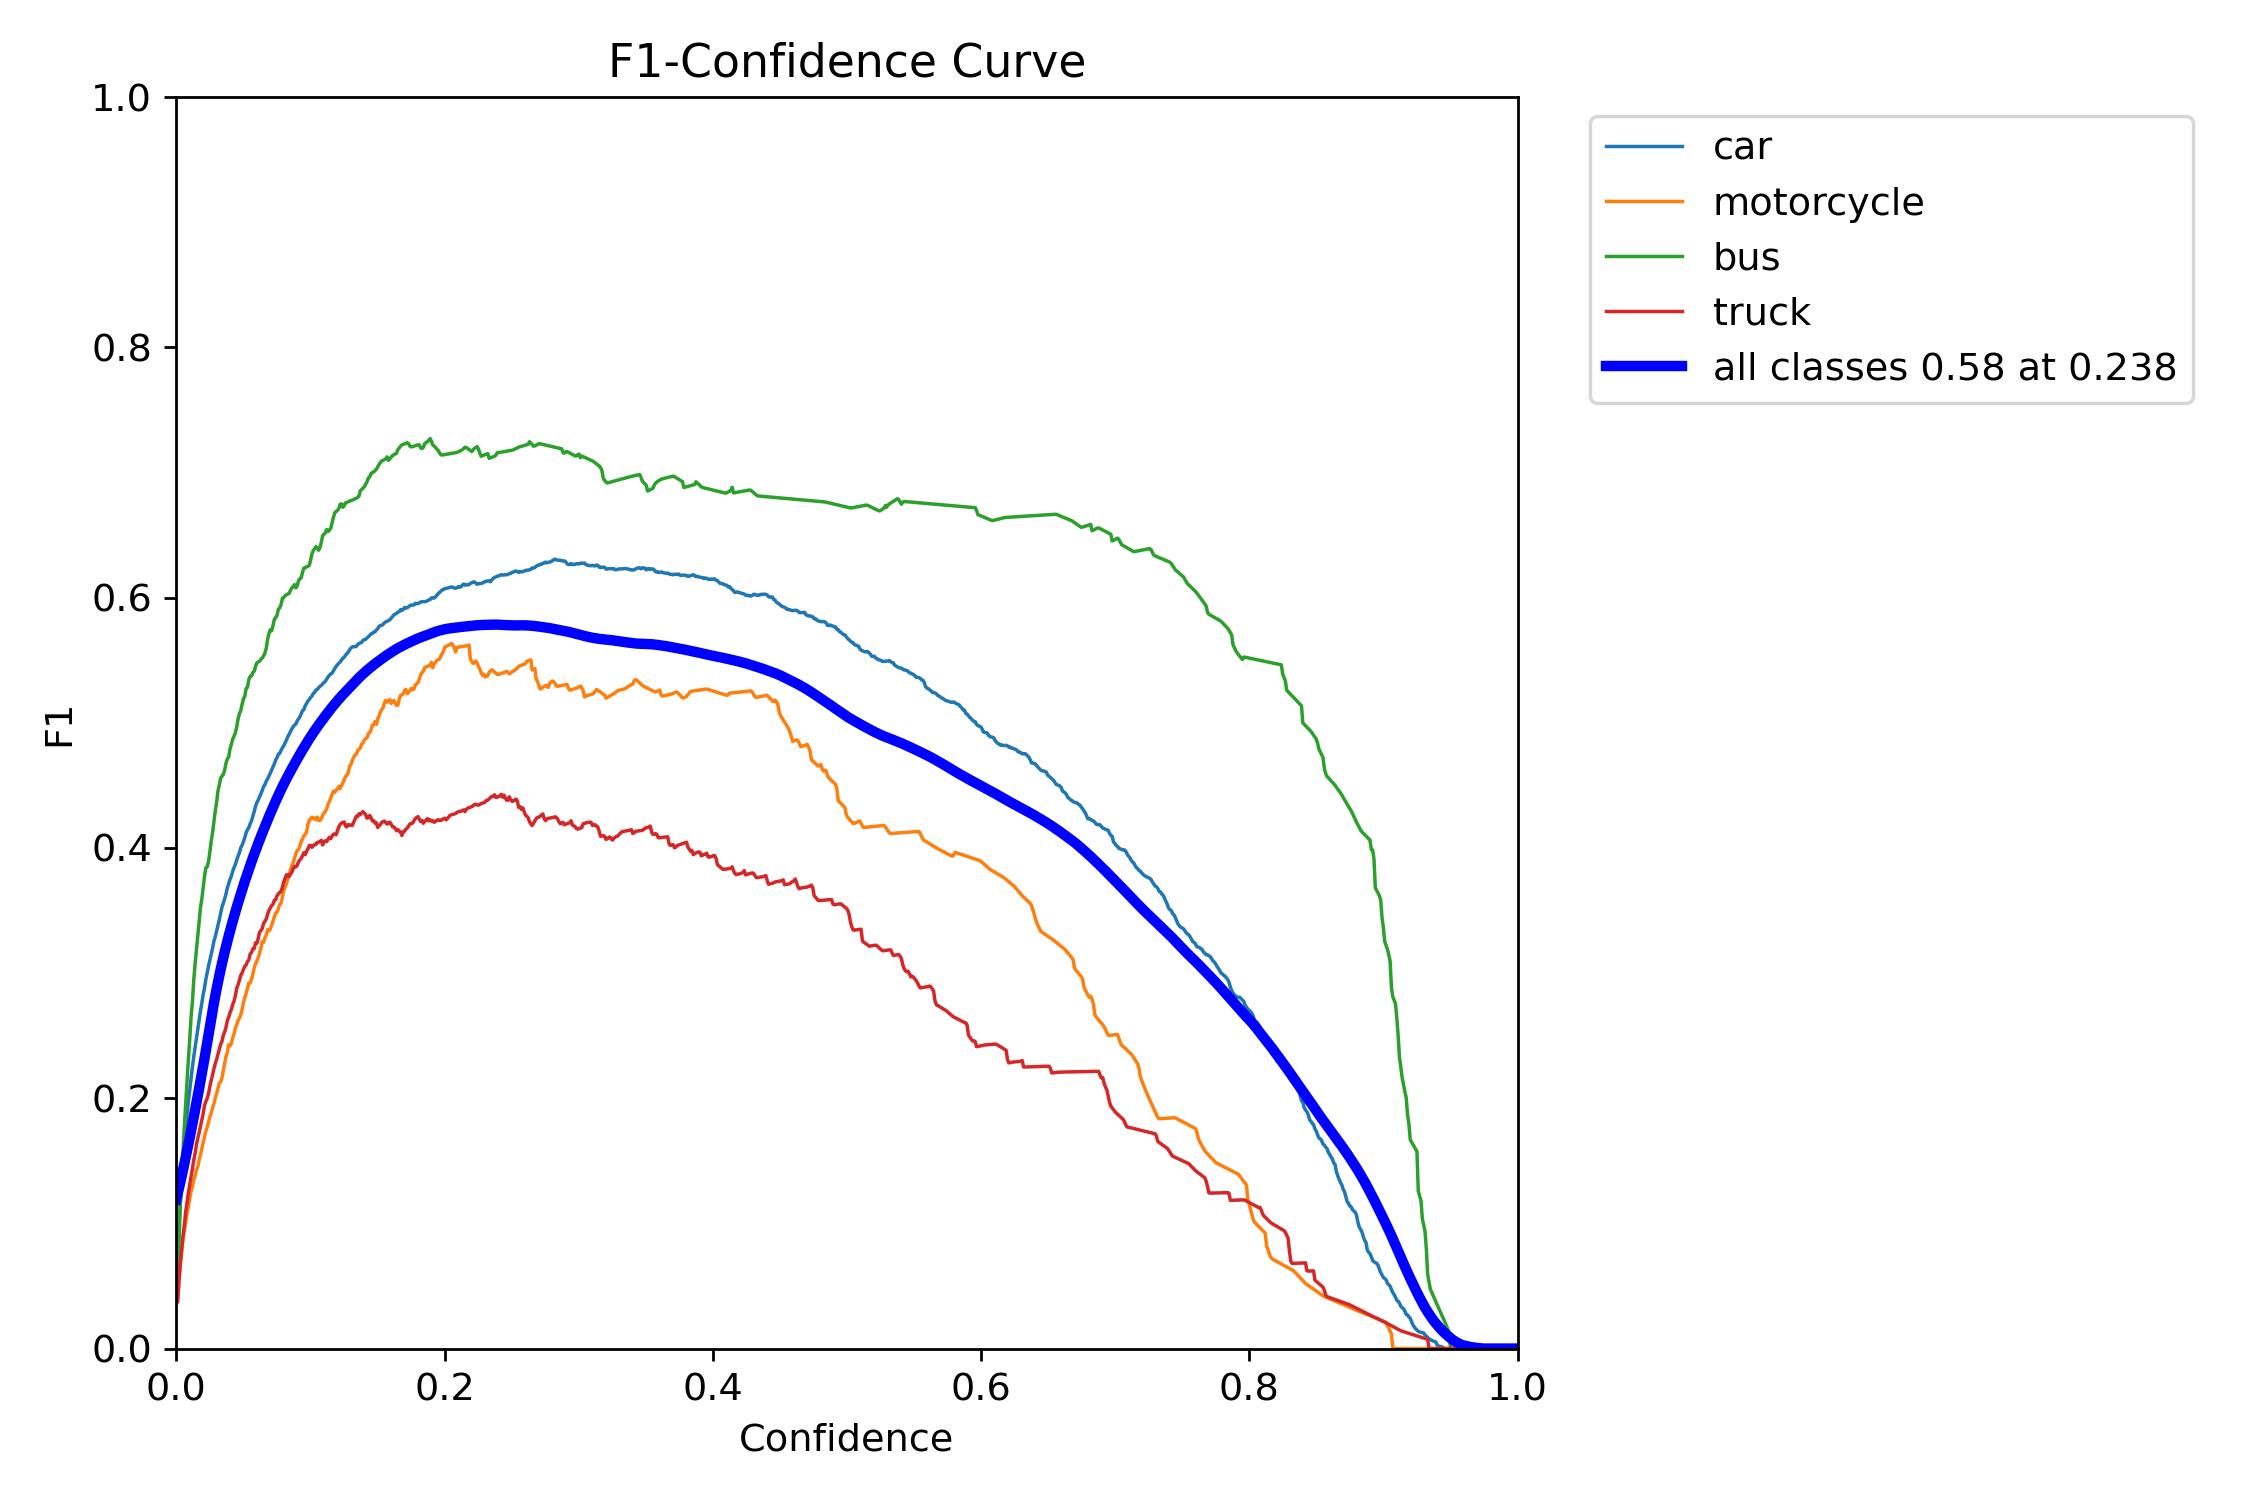 F1-Confidence Curve
1.0
0.8
0.6
0.4
0.2
0.0
F1
0.0 0.2 0.4 0.6 0.8 1.0
Confidence
car
motorcycle
bus
truck
all classes 0.58 at 0.238